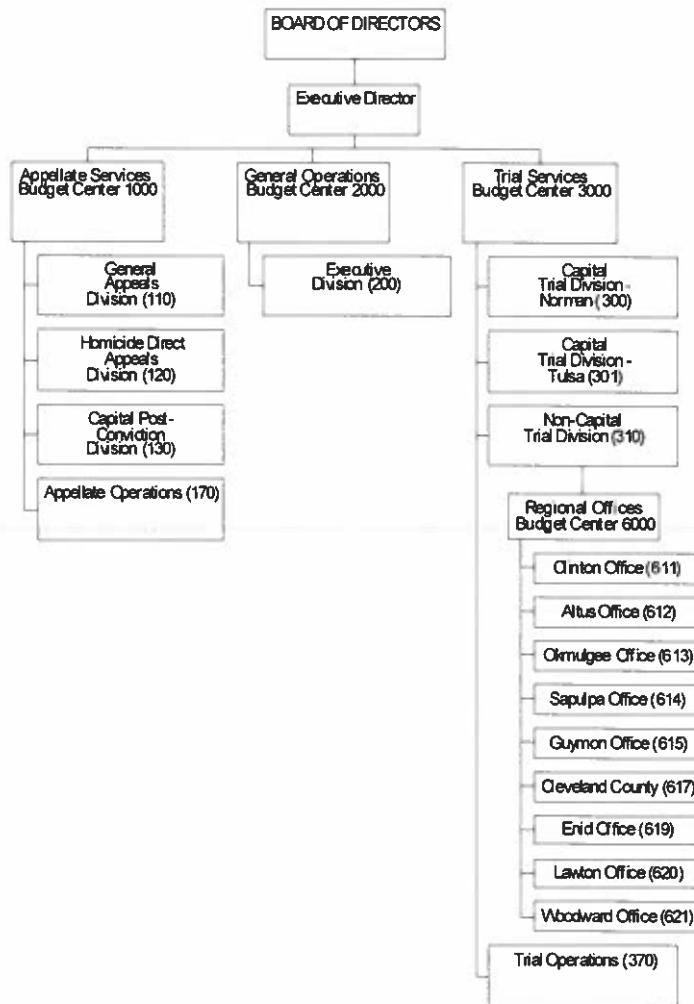 BOARD OF DIRECTORS
Executive Director
Appellate Services
Budget Center 1000
General Operations
Budget Center 2000
Trial Services
Budget Center 3000
General
Appeals
Division (110)
Homicide Direct
Appeals
Division (120)
Capital Post-
Conviction
Division (130)
Appellate Operations (170)
Executive
Division (200)
Capital
Trial Division -
Norman (300)
Capital
Trial Division -
Tulsa (301)
Non-Capital
Trial Division (310)
Regional Offices
Budget Center 6000
Clinton Office (611)
Altus Office (612)
Okmulgee Office (613)
Sapulpa Office (614)
Guymon Office (615)
Cleveland County (617)
Enid Office (619)
Lawton Office (620)
Woodward Office (621)
Trial Operations (370)